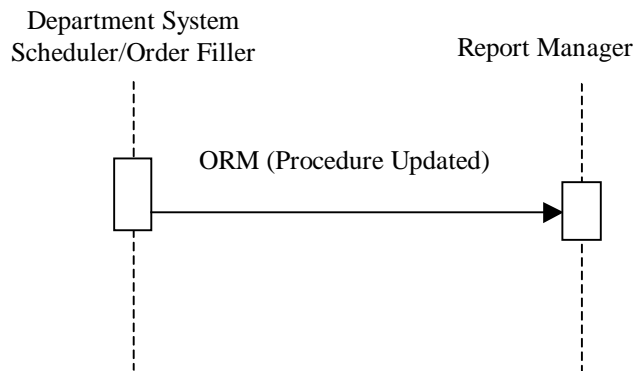 Department System
Scheduler/Order Filler
Report Manager
ORM (Procedure Updated)